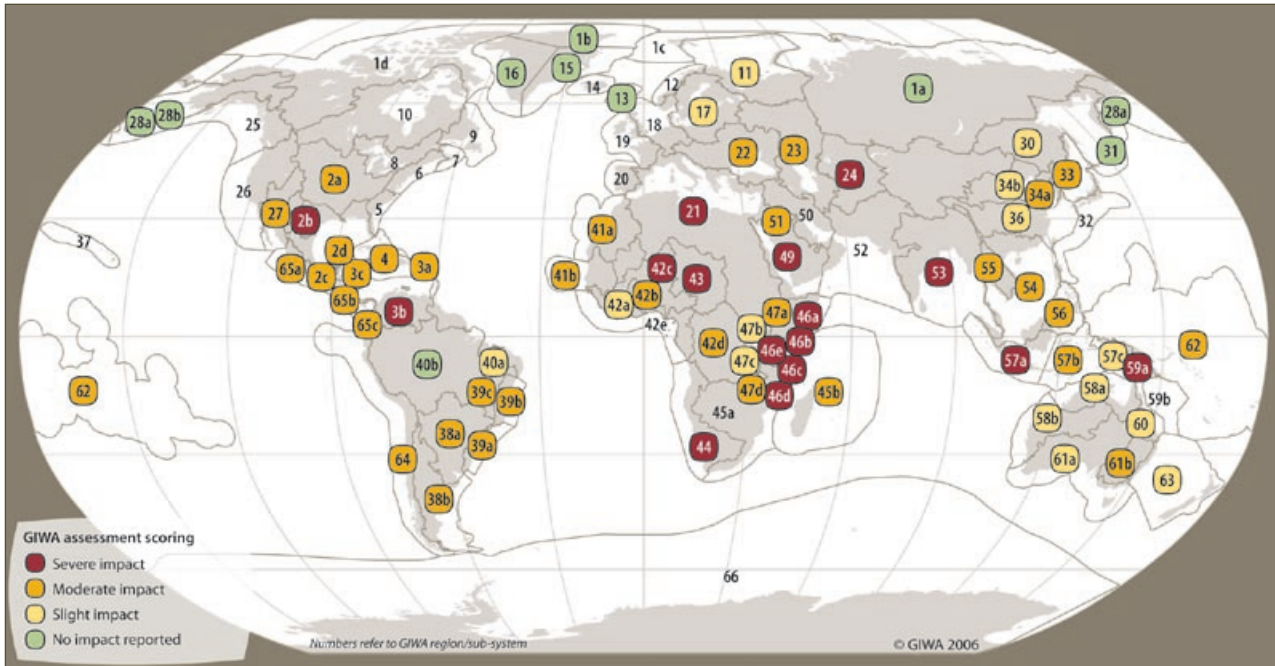 1b
1c
1d
16
15
14
12
11
13
1a
28a
28b
25
10
9
17
18
28a
19
22
23
30
31
8
7
6
2a
20
24
33
34b
34a
26
27
2b
5
21
51
50
36
32
37
41a
52
2d
4
49
65a
2c
3c
3a
41b
42c
43
53
55
54
65b
42a
42b
3b
65c
42e
47a
46a
56
47b
46b
42d
46e
62
40b
40a
47c
46c
57a
57b
57c
59a
62
39c
39b
47d
46d
45b
58a
59b
45a
58b
60
38a
39a
64
44
61a
61b
63
38b
GIWA assessment scoring
Severe impact
Moderate impact
Slight impact
No impact reported
66
Numbers refer to GIWA region/sub-system
© GIWA 2006